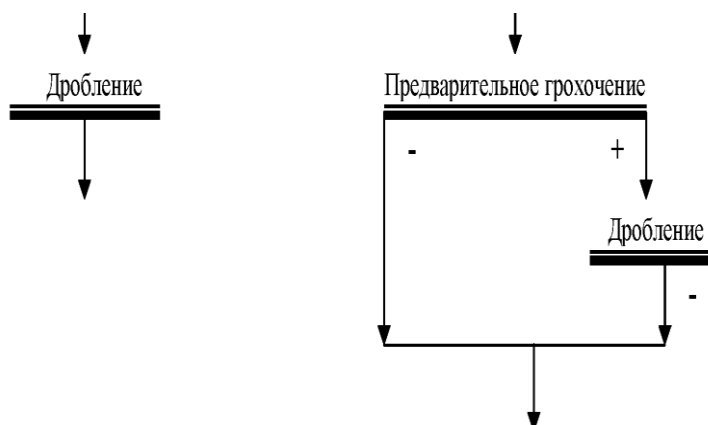 Дробление
Предварительное грохочение
- +
Дробление
-